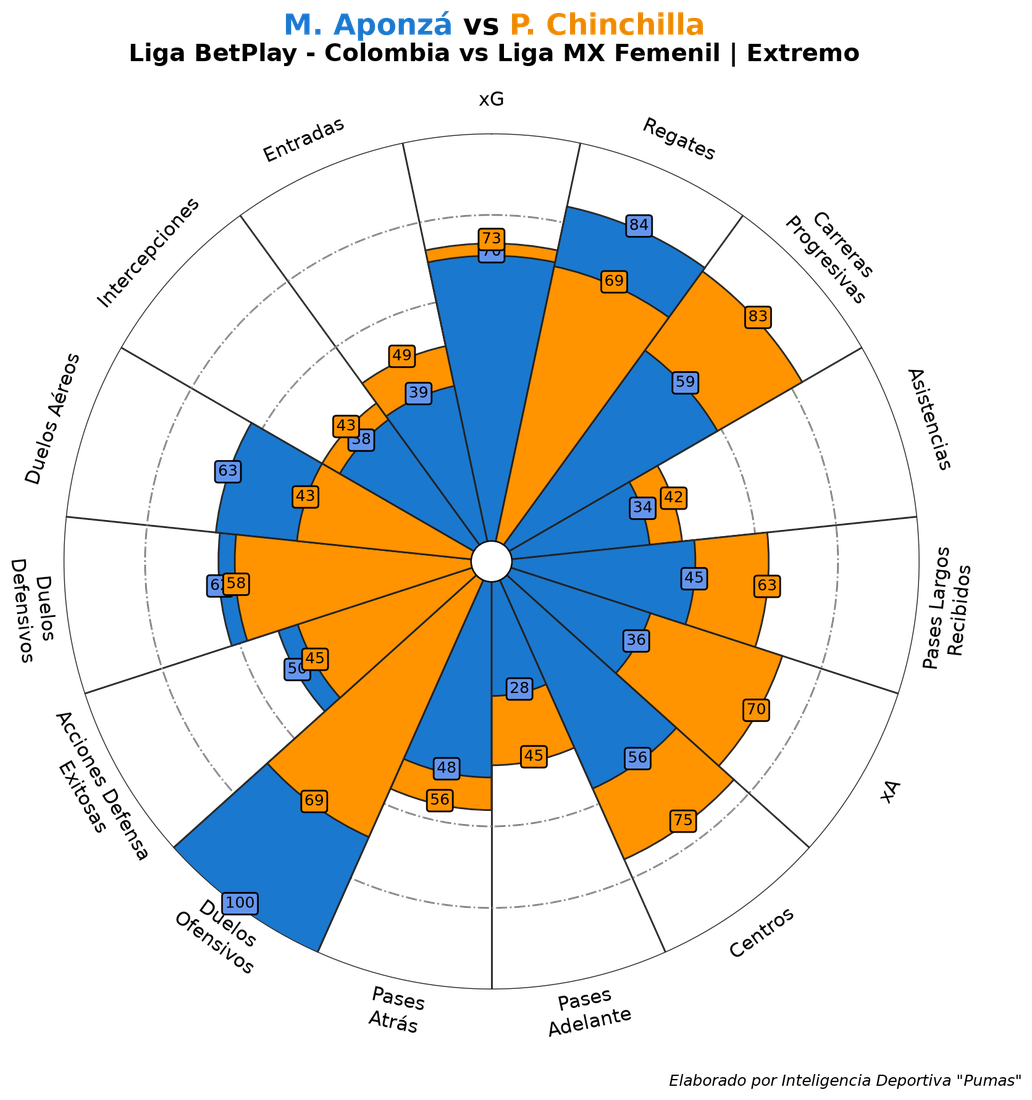 M. Aponzá vs P. Chinchilla
Liga BetPlay - Colombia vs Liga MX Femenil | Extremo
xG
Regates
Carreras
Progresivas
Asistencias
Pases Largos
Recibidos
xA
Centros
Pases
Adelante
Pases
Atrás
Duelos
Ofensivos
Acciones Defensa
Exitosas
Duelos
Defensivos
Duelos Aéreos
Intercepciones
Entradas
73
70
84
69
83
59
34
42
45
63
36
70
56
75
28
45
48
56
100
69
50
45
58
63
43
43
38
49
39
Elaborado por Inteligencia Deportiva "Pumas"